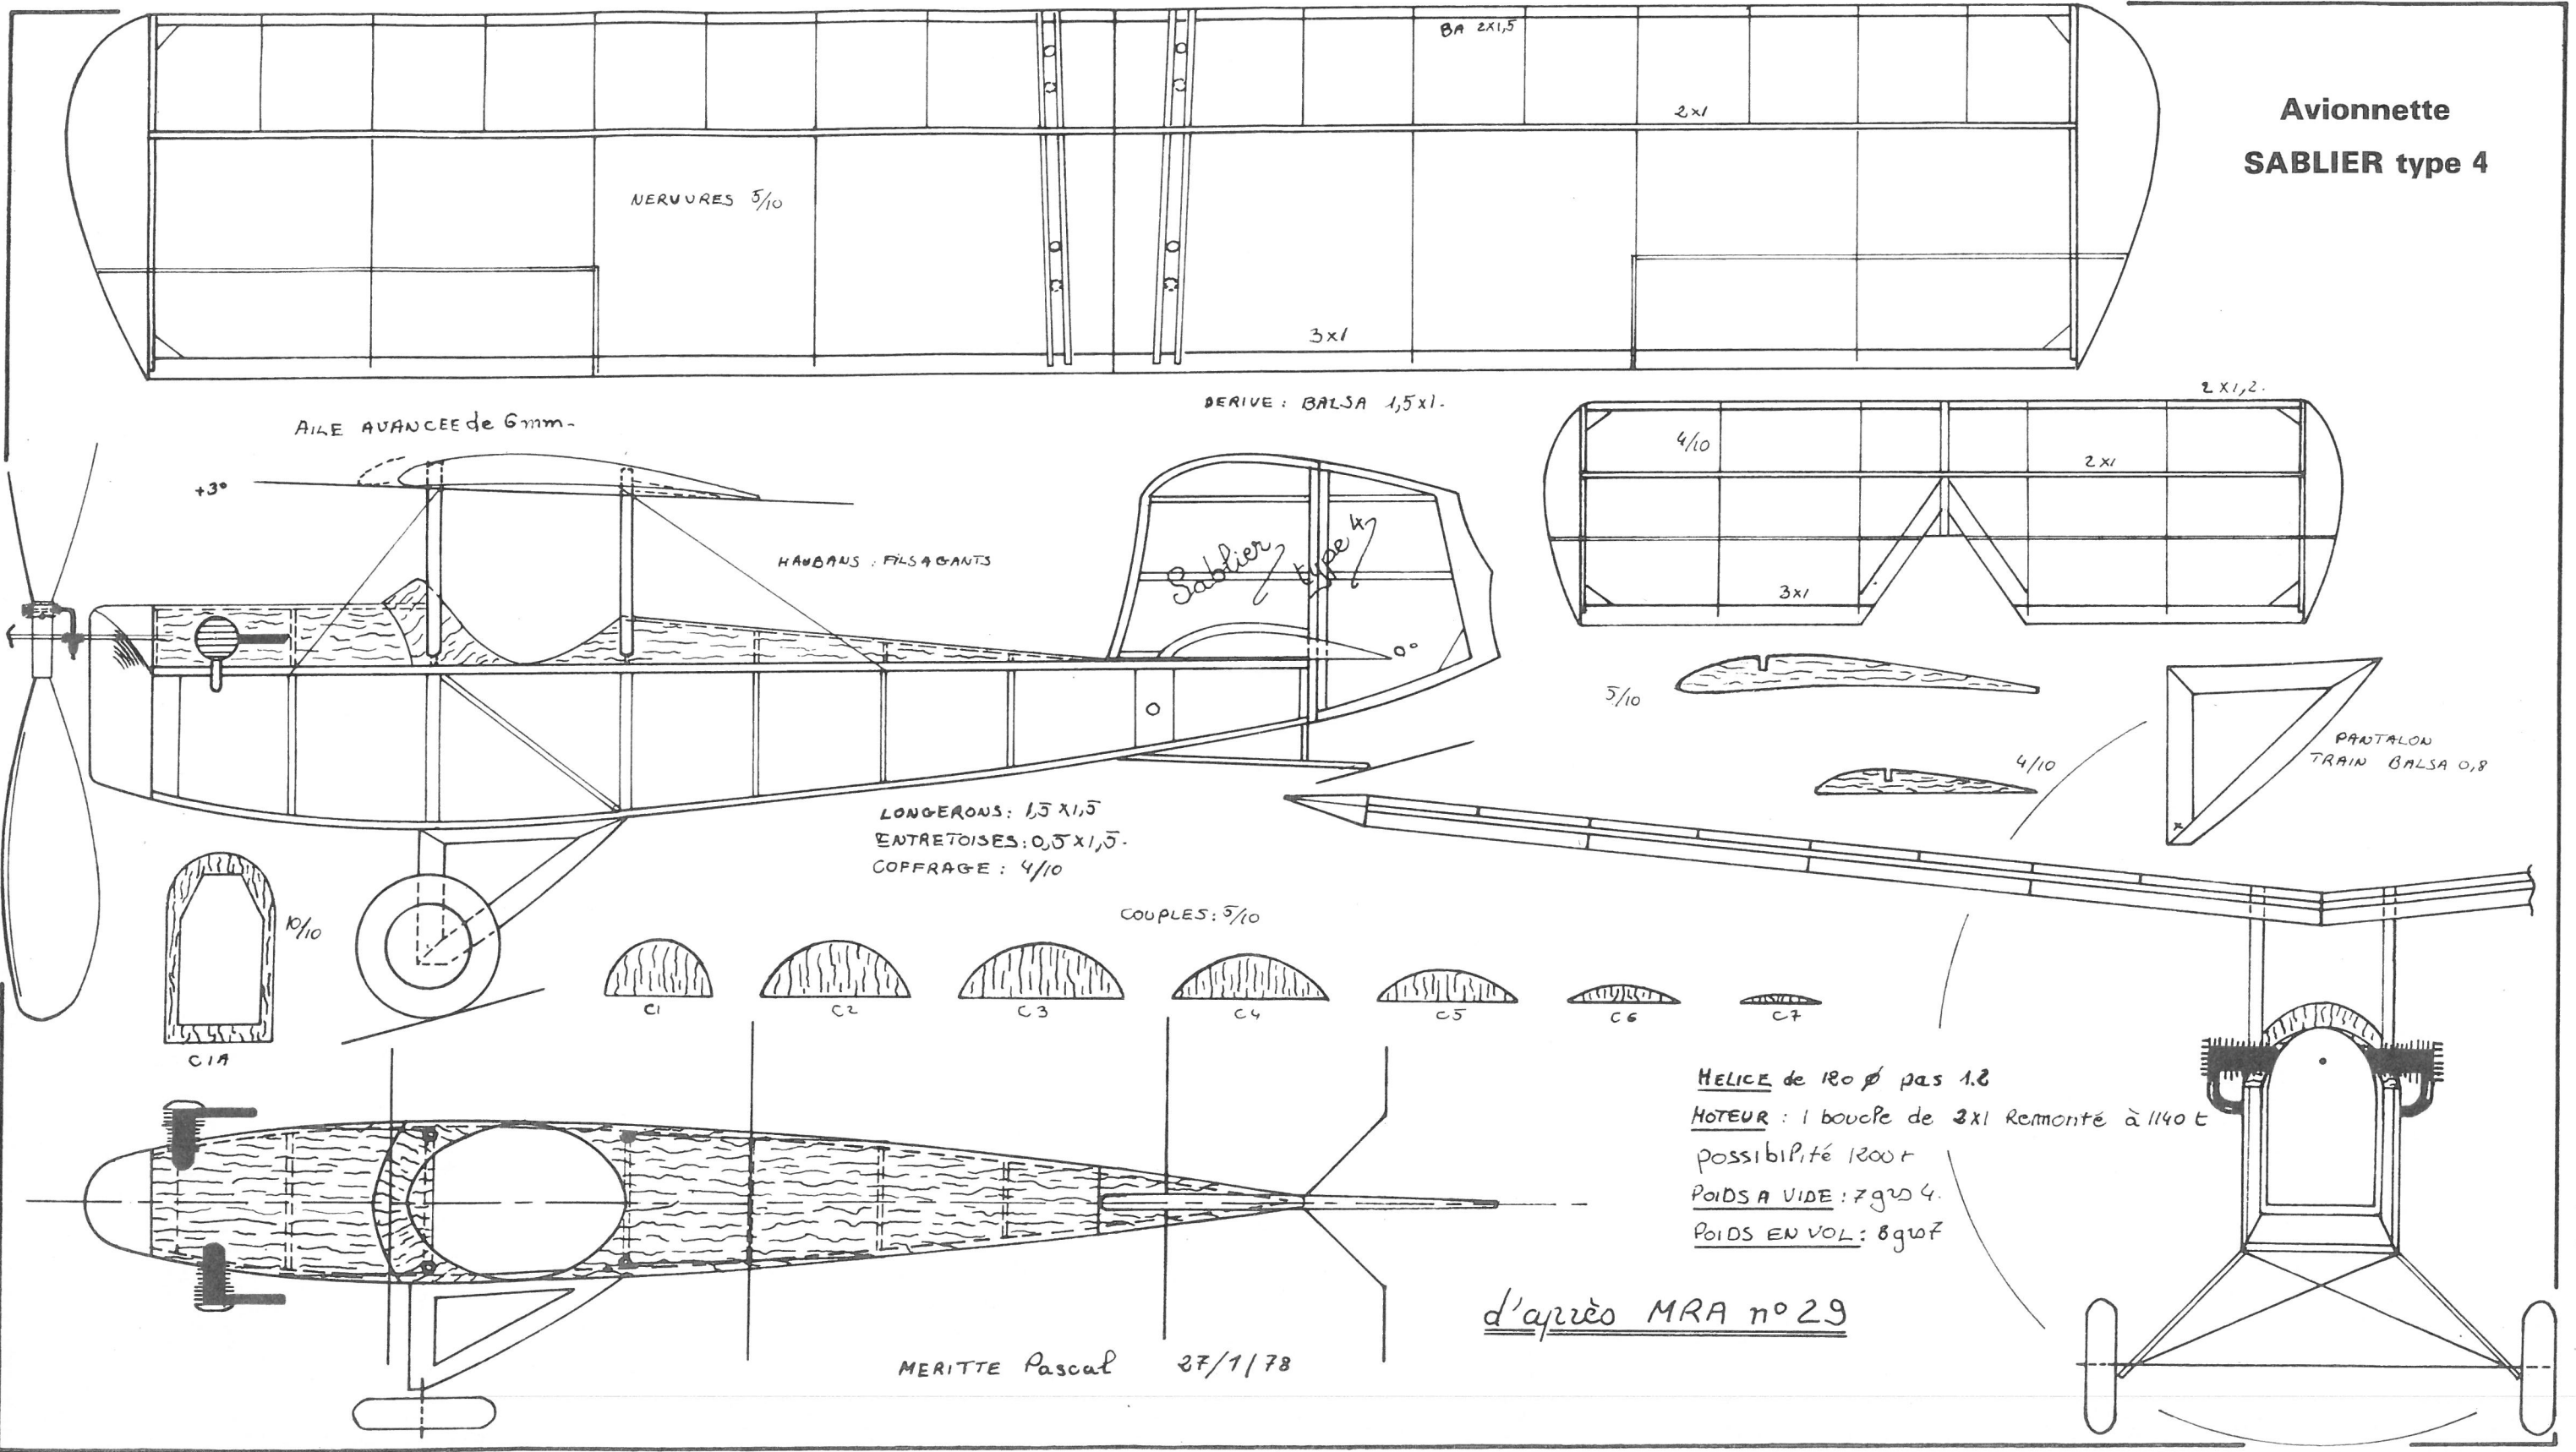 BA 2x1,5
2x1
Avionnette
SABLIER type 4
NERVURES 5/10
3x1
2x1,2.
DERIVE : BALSA 1,5x1.
AILE AVANCEE de 6mm-
4/10
2x1
+3°
HAUBANS : FILS AGANTS
Sablier type 4
3x1
0°
5/10
PANTALON
TRAIN BALSA 0,8
4/10
x
LONGERONS : 1,5x1,5
ENTRETOISES : 0,5x1,5.
COFFRAGE : 4/10
10/10
COUPLES : 5/10
C1
C2
C3
C4
C5
C6
C7
C1A
HELICE de 120 ø pas 1.2
MOTEUR : 1 boucle de 2x1 Remonté à 1140 t
possibilité 1200 t
POIDS A VIDE : 7 grs 4.
POIDS EN VOL : 8 grs 7
d'après MRA n° 29
MERITTE Pascal 27/1/78